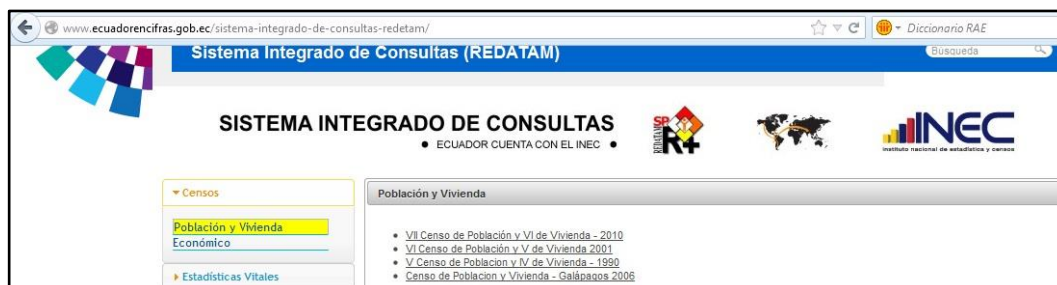 www.ecuadorencifras.gob.ec/sistema-integrado-de-consultas-redetam/
Diccionario RAE
Sistema Integrado de Consultas (REDATAM)
Búsqueda
SISTEMA INTEGRADO DE CONSULTAS
• ECUADOR CUENTA CON EL INEC •
REDATAM
SP
R+
INEC
instituto nacional de estadística y censos
Censos
Población y Vivienda
Económico
Estadísticas Vitales
Población y Vivienda
• VII Censo de Población y VI de Vivienda - 2010
• VI Censo de Población y V de Vivienda 2001
• V Censo de Poblacion y IV de Vivienda - 1990
• Censo de Poblacion y Vivienda - Galápagos 2006